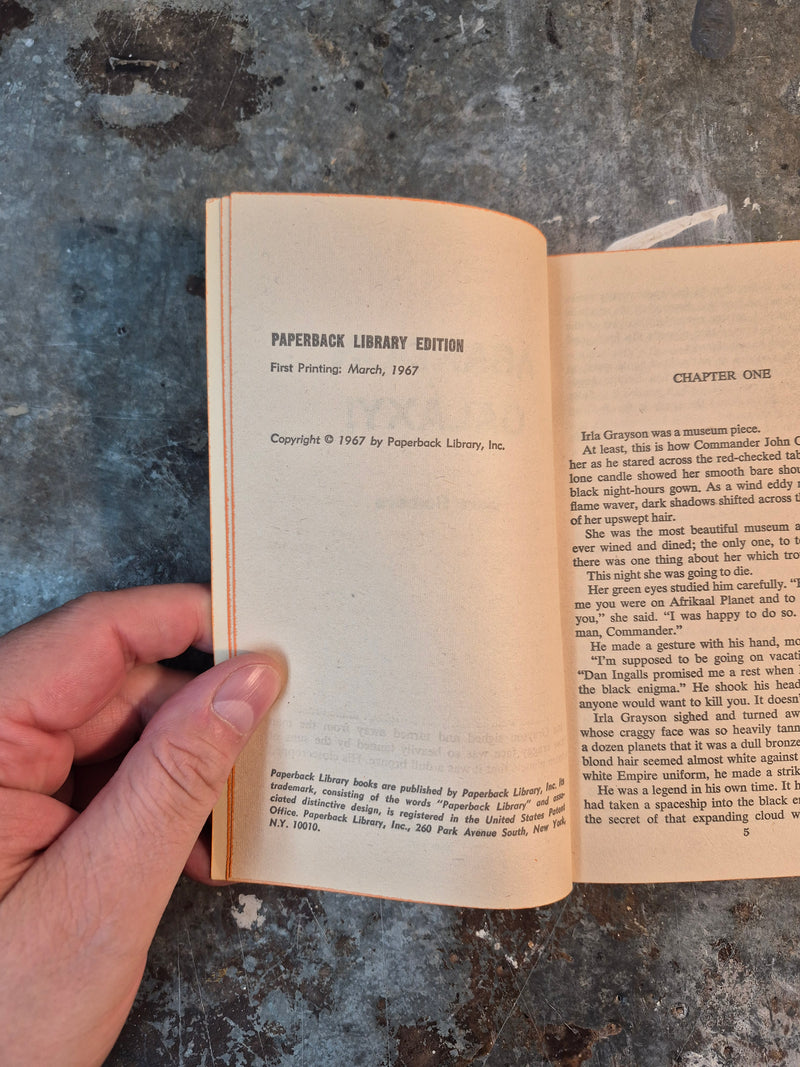 PAPERBACK LIBRARY EDITION
First Printing: March, 1967
Copyright © 1967 by Paperback Library, Inc.
Paperback Library books are published by Paperback Library, Inc. Its
trademark, consisting of the words "Paperback Library" and asso-
ciated distinctive design, is registered in the United States Patent
Office. Paperback Library, Inc., 260 Park Avenue South, New York,
N.Y. 10010.
CHAPTER ONE
Irla Grayson was a museum piece.
At least, this is how Commander John
her as he stared across the red-checked
lone candle showed her smooth bare
black night-hours gown. As a wind eddy
flame waver, dark shadows shifted across
of her upswept hair.
She was the most beautiful museum
ever wined and dined; the only one, to
there was one thing about her which
This night she was going to die.
Her green eyes studied him carefully.
me you were on Afrikaal Planet and to
you," she said. "I was happy to do so.
man, Commander."
He made a gesture with his hand,
"I'm supposed to be going on
"Dan Ingalls promised me a rest when
the black enigma." He shook his
anyone would want to kill you. It
Irla Grayson sighed and turned
whose craggy face was so heavily
a dozen planets that it was a dull
blond hair seemed almost white against
white Empire uniform, he made a
He was a legend in his own time. It
had taken a spaceship into the black
the secret of that expanding cloud
5